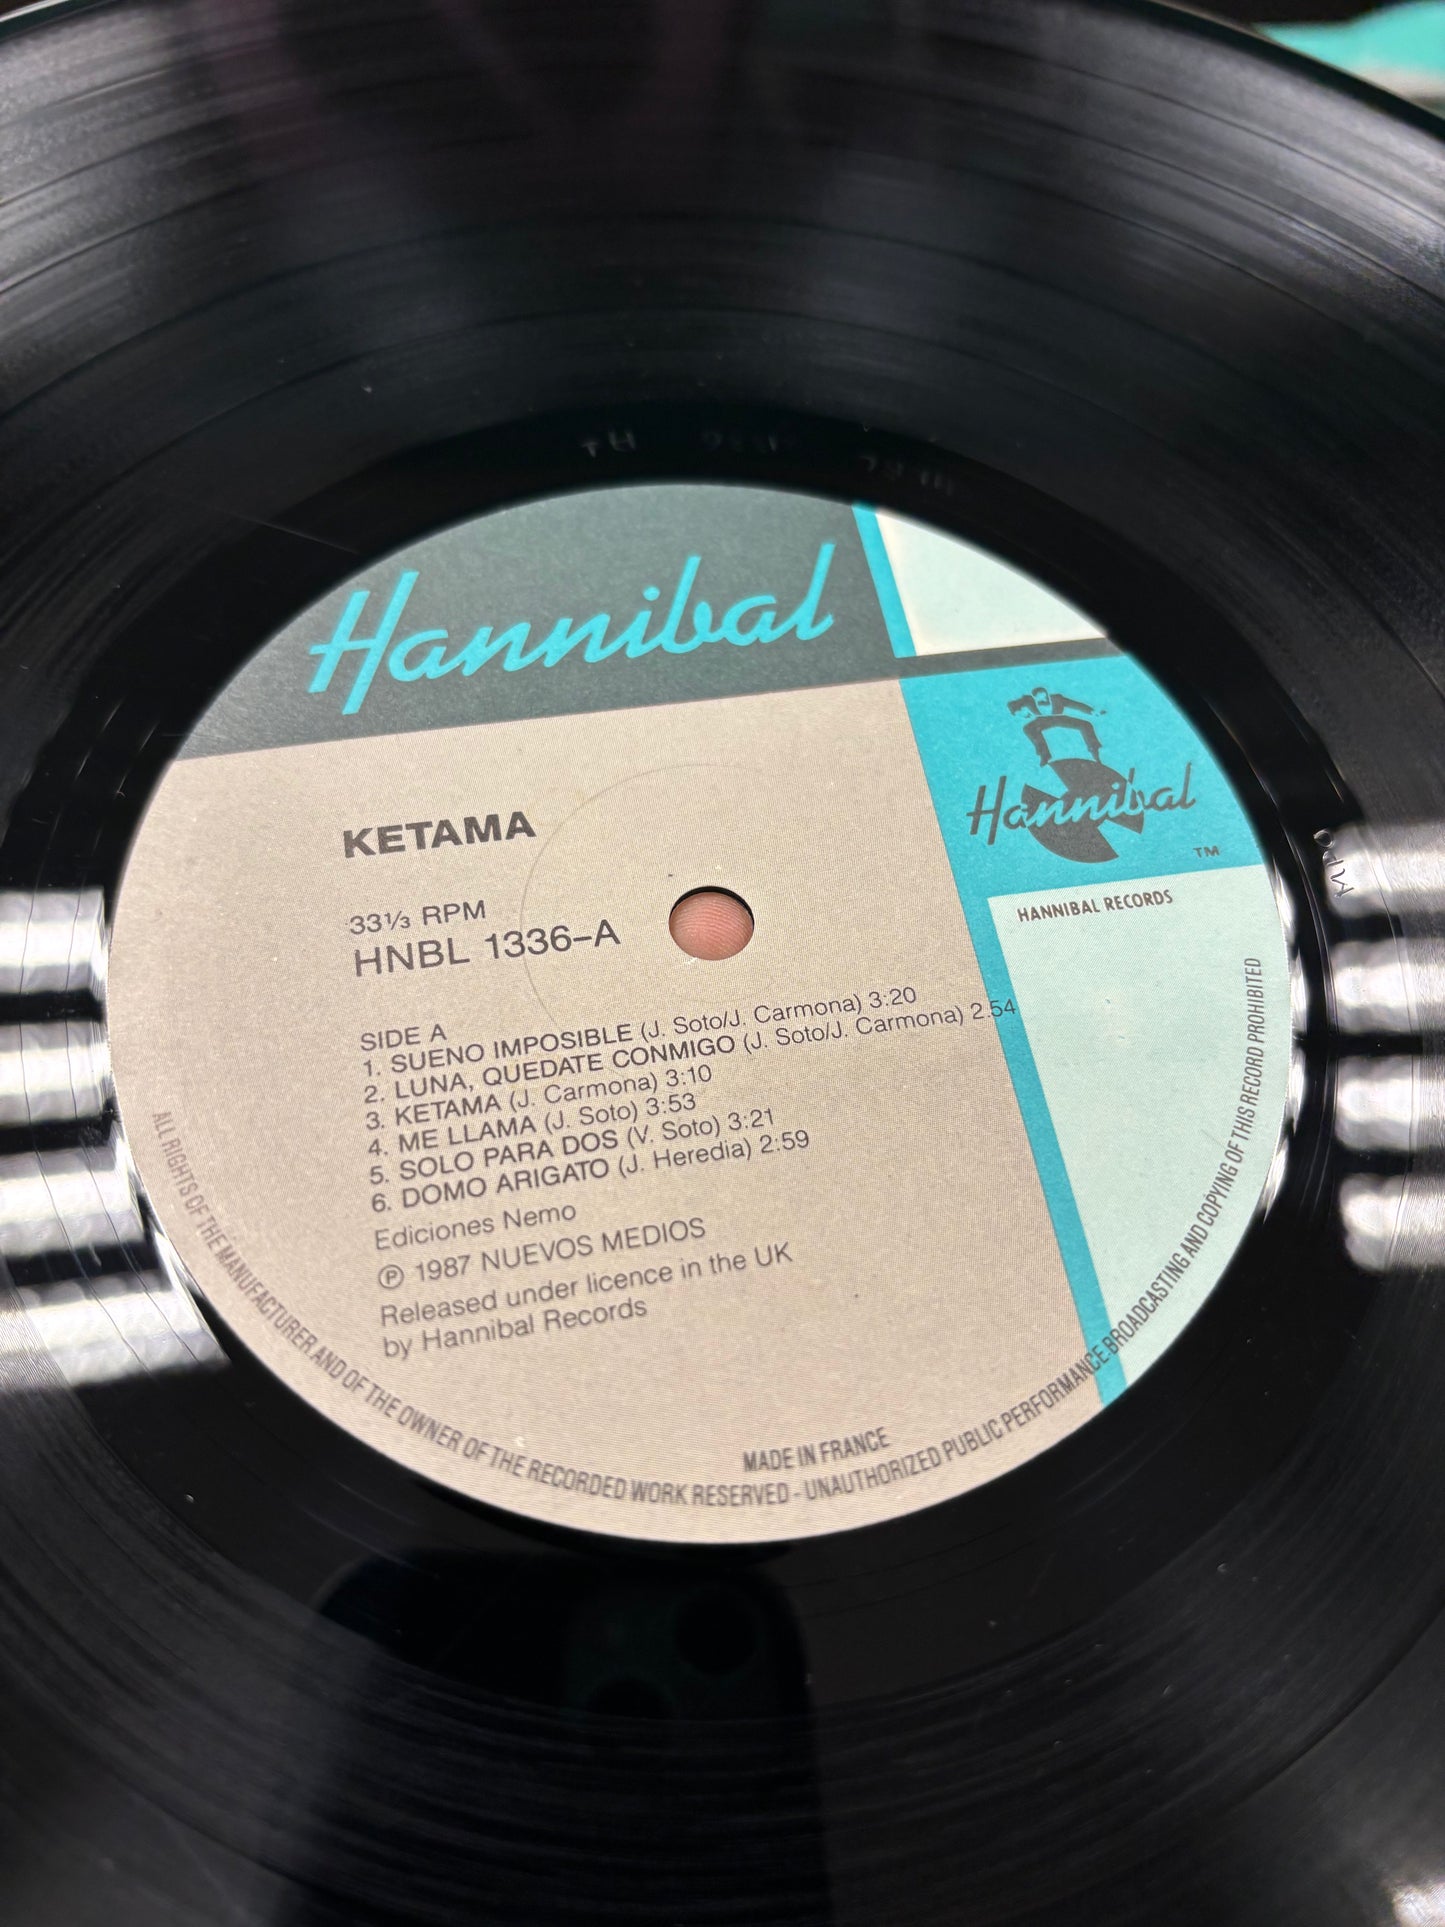 Hannibal
Hannibal
TM
HANNIBAL RECORDS
KETAMA
33⅓ RPM
HNBL 1336-A
SIDE A
1. SUENO IMPOSIBLE (J. Soto/J. Carmona) 3:20
2. LUNA, QUEDATE CONMIGO (J. Soto/J. Carmona) 2.54
3. KETAMA (J. Carmona) 3:10
4. ME LLAMA (J. Soto) 3:53
5. SOLO PARA DOS (V. Soto) 3:21
6. DOMO ARIGATO (J. Heredia) 2:59
Ediciones Nemo
℗ 1987 NUEVOS MEDIOS
Released under licence in the UK
by Hannibal Records
MADE IN FRANCE
ALL RIGHTS OF THE MANUFACTURER AND OF THE OWNER OF THE RECORDED WORK RESERVED - UNAUTHORIZED PUBLIC PERFORMANCE-BROADCASTING AND COPYING OF THIS RECORD PROHIBITED